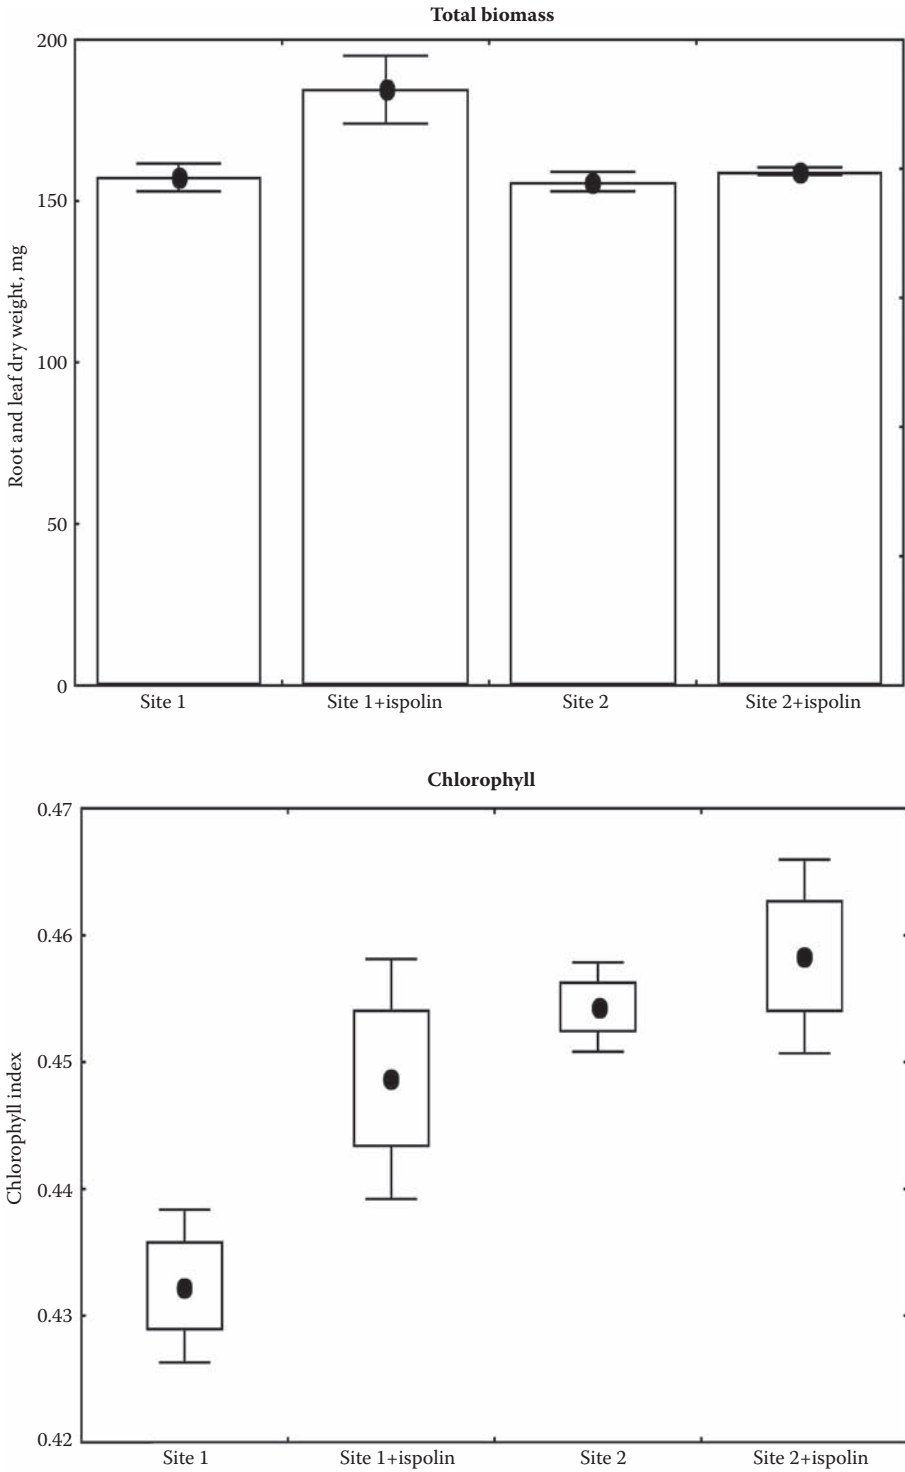 Total biomass
200
150
100
50
0
Root and leaf dry weight, mg
Site 1 Site 1+ispolin Site 2 Site 2+ispolin
Chlorophyll
0.47
0.46
0.45
0.44
0.43
0.42
Chlorophyll index
Site 1 Site 1+ispolin Site 2 Site 2+ispolin